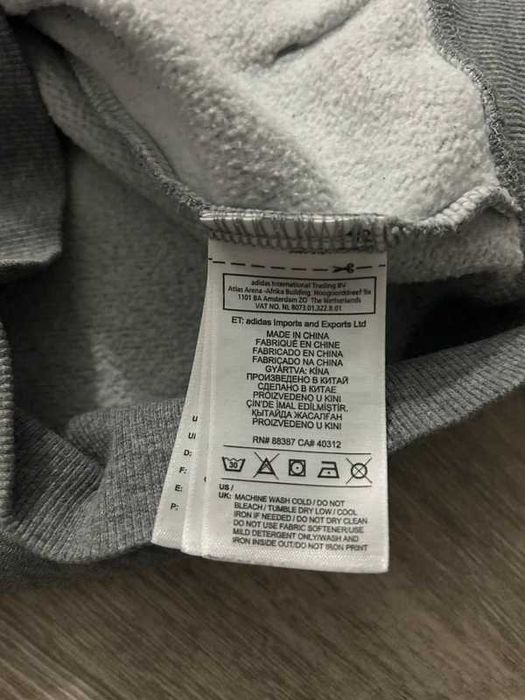 adidas International Trading BV
Atlas Arena -Afrika Building Hoogoorddreef 9a
1101 BA Amsterdam ZO The Netherlands
VAT NO. NL 8073.01.322.B.01
ET: adidas Imports and Exports Ltd
MADE IN CHINA
FABRIQUÉ EN CHINE
FABRICADO EN CHINA
FABRICADO NA CHINA
GYÁRTVA: KÍNA
ПРОИЗВЕДЕНО В КИТАЙ
СДЕЛАНО В КИТАЕ
PROIZVEDENO U KINI
ÇIN'DE İMAL EDİLMİŞTİR.
ҚЫТАЙДА ЖАСАЛҒАН
PROIZVEDENO U KINI
RN# 88387 CA# 40312
30
US /
UK: MACHINE WASH COLD / DO NOT
BLEACH / TUMBLE DRY LOW / COOL
IRON IF NEEDED / DO NOT DRY CLEAN
DO NOT USE FABRIC SOFTENER/USE
MILD DETERGENT ONLY/WASH AND
IRON INSIDE OUT/DO NOT IRON PRINT
U
D:
F:
E:
P: